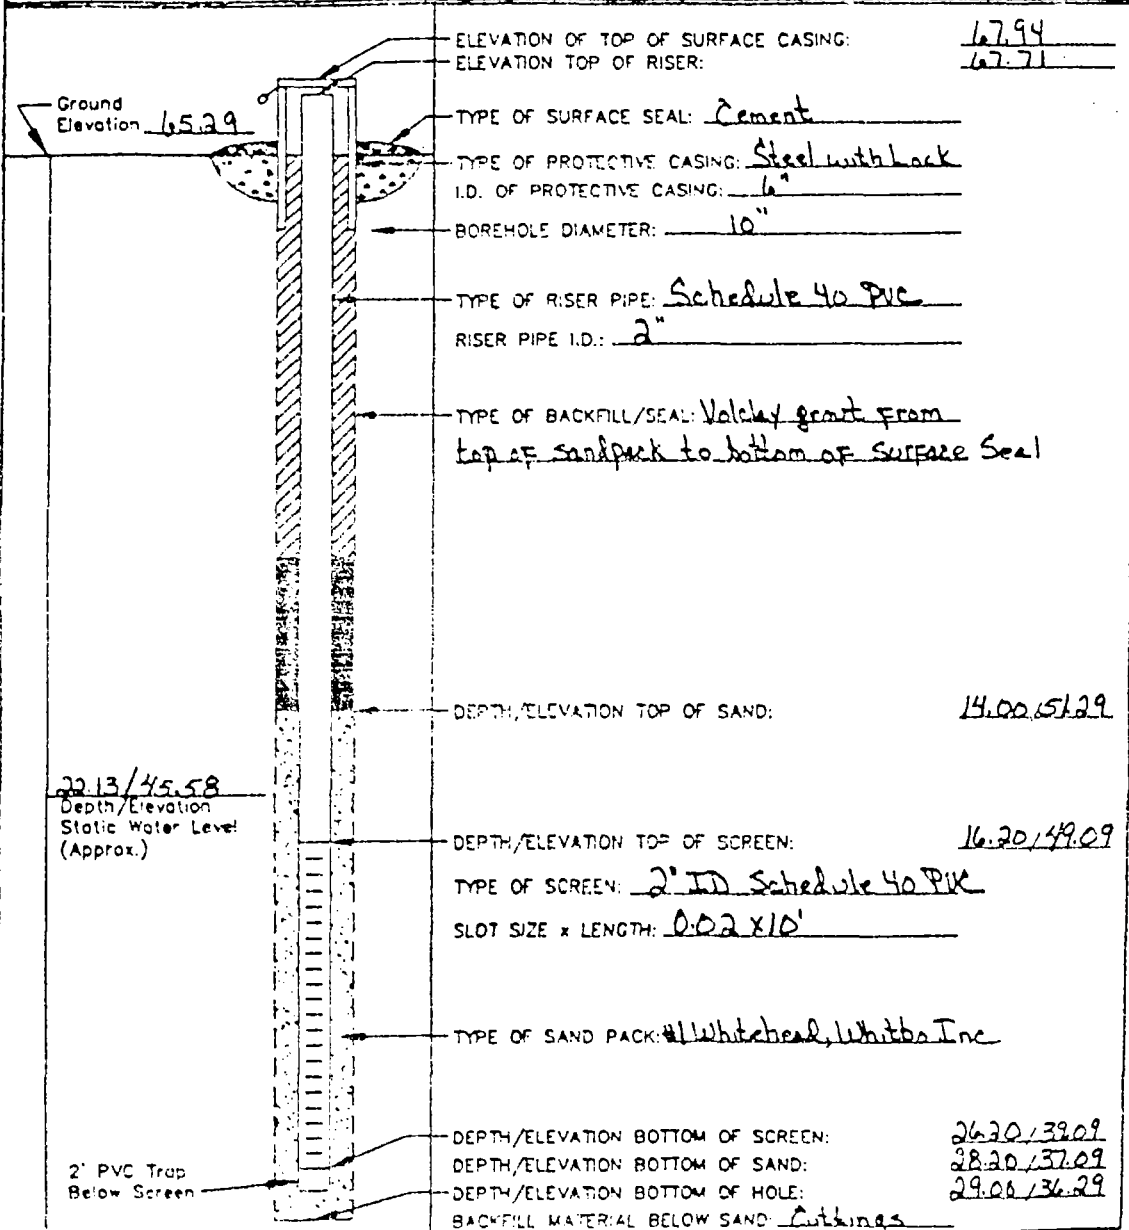 ELEVATION OF TOP OF SURFACE CASING: 67.94
ELEVATION TOP OF RISER: 67.71
Ground
Elevation 65.29
TYPE OF SURFACE SEAL: Cement
TYPE OF PROTECTIVE CASING: Steel with Lock
I.D. OF PROTECTIVE CASING: 6"
BOREHOLE DIAMETER: 10"
TYPE OF RISER PIPE: Schedule 40 PVC
RISER PIPE I.D.: 2"
TYPE OF BACKFILL/SEAL: Volclay grout From
top of sandpack to bottom of Surface Seal
DEPTH/ELEVATION TOP OF SAND: 14.00/51.29
22.13/45.58
Depth/Elevation
Static Water Level
(Approx.)
DEPTH/ELEVATION TOP OF SCREEN: 16.20/49.09
TYPE OF SCREEN: 2" ID Schedule 40 PVC
SLOT SIZE x LENGTH: 0.02 x 10'
TYPE OF SAND PACK: #1 Whitehead, Inc
DEPTH/ELEVATION BOTTOM OF SCREEN: 26.20/39.09
DEPTH/ELEVATION BOTTOM OF SAND: 28.20/37.09
2' PVC Trap
Below Screen
DEPTH/ELEVATION BOTTOM OF HOLE: 29.00/36.29
BACKFILL MATERIAL BELOW SAND: Cuttings